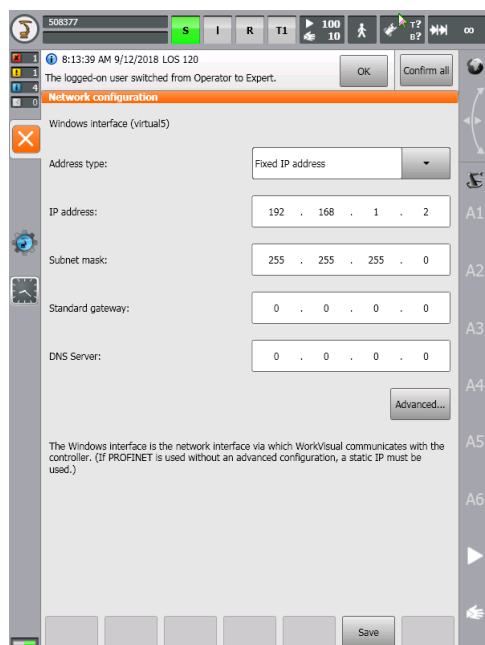 508377
S I R T1 100 10 T? B? ∞
1
1
4
0
8:13:39 AM 9/12/2018 LOS 120
The logged-on user switched from Operator to Expert.
OK
Confirm all
Network configuration
Windows interface (virtual5)
Address type: Fixed IP address
IP address: 192 . 168 . 1 . 2
Subnet mask: 255 . 255 . 255 . 0
Standard gateway: 0 . 0 . 0 . 0
DNS Server: 0 . 0 . 0 . 0
Advanced...
The Windows interface is the network interface via which WorkVisual communicates with the
controller. (If PROFINET is used without an advanced configuration, a static IP must be
used.)
Save
A1
A2
A3
A4
A5
A6